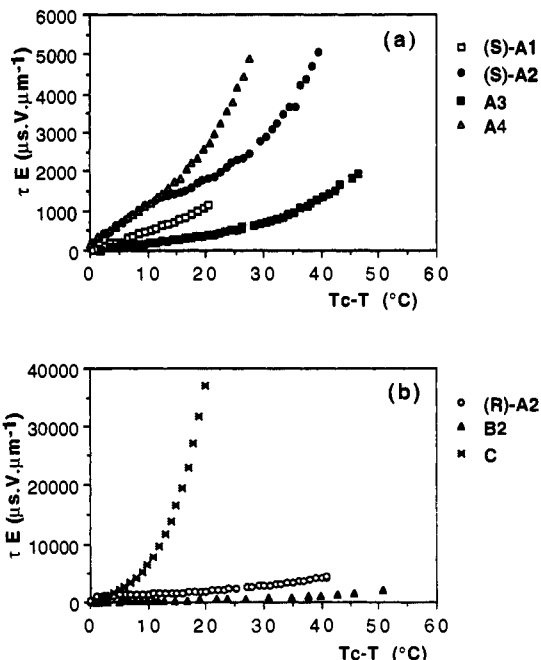 (a)
τ E (μs.V.μm-1)
6000
5000
4000
3000
2000
1000
0
0 10 20 30 40 50 60
Tc-T (°C)
(S)-A1
(S)-A2
A3
A4
(b)
τ E (μs.V.μm-1)
40000
30000
20000
10000
0
0 10 20 30 40 50 60
Tc-T (°C)
(R)-A2
B2
C